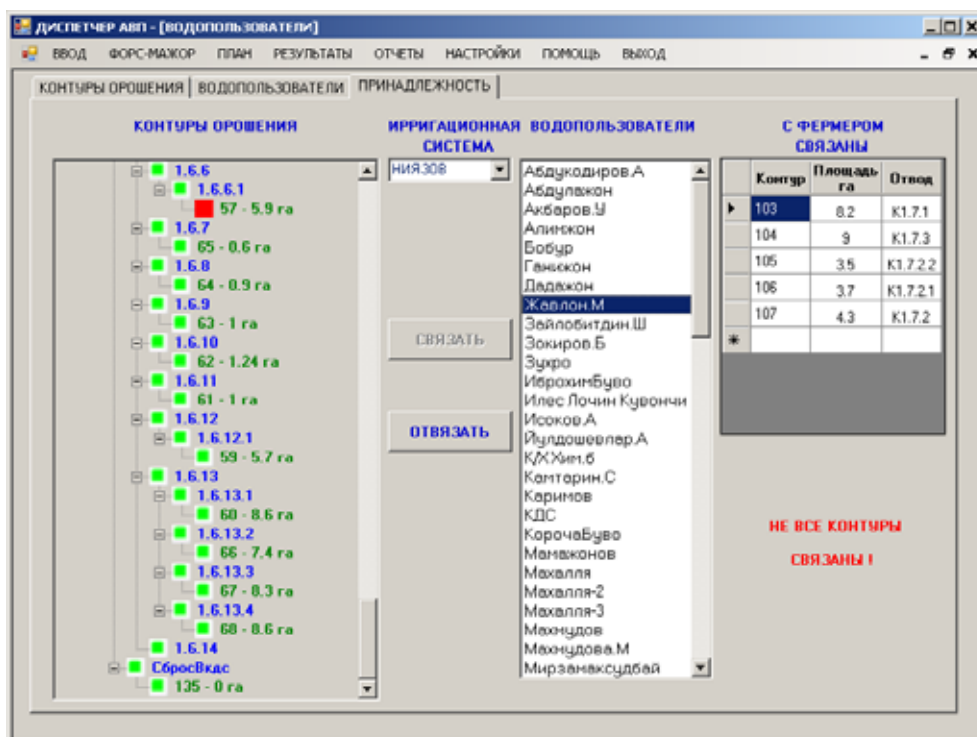 ДИСПЕТЧЕР АВП - [ВОДОПОЛЬЗОВАТЕЛИ]
ВВОД ФОРС-МАЖОР ПЛАН РЕЗУЛЬТАТЫ ОТЧЕТЫ НАСТРОЙКИ ПОМОЩЬ ВЫХОД
КОНТУРЫ ОРОШЕНИЯ ВОДОПОЛЬЗОВАТЕЛИ ПРИНАДЛЕЖНОСТЬ
КОНТУРЫ ОРОШЕНИЯ
1.6.6
1.6.6.1
57 - 5.9 га
1.6.7
65 - 0.6 га
1.6.8
64 - 0.9 га
1.6.9
63 - 1 га
1.6.10
62 - 1.24 га
1.6.11
61 - 1 га
1.6.12
1.6.12.1
59 - 5.7 га
1.6.13
1.6.13.1
60 - 8.6 га
1.6.13.2
66 - 7.4 га
1.6.13.3
67 - 8.3 га
1.6.13.4
68 - 8.6 га
1.6.14
СбросВкдс
135 - 0 га
ИРРИГАЦИОННАЯ
СИСТЕМА
НИЯЗОВ
СВЯЗАТЬ
ОТВЯЗАТЬ
ВОДОПОЛЬЗОВАТЕЛИ
Абдукодиров.А
Абдулажон
Акбаров.У
Алимжон
Бобур
Ганижон
Дадажон
Жавлон.М
Зайлобитдин.Ш
Зокиров.Б
Зухро
ИброхимБуво
Илес Лочин Кувончи
Исоков.А
Йулдошевлар.А
К/Х Хим.б
Камтарин.С
Каримов
КДС
КорочаБуво
Мамажонов
Махалля
Махалля-2
Махалля-3
Махмудов
Махмудова.М
Мирзамаксудбай
С ФЕРМЕРОМ
СВЯЗАНЫ
Контур Площадь га Отвод
103 8.2 К1.7.1
104 9 К1.7.3
105 3.5 К1.7.2.2
106 3.7 К1.7.2.1
107 4.3 К1.7.2
НЕ ВСЕ КОНТУРЫ
СВЯЗАНЫ !